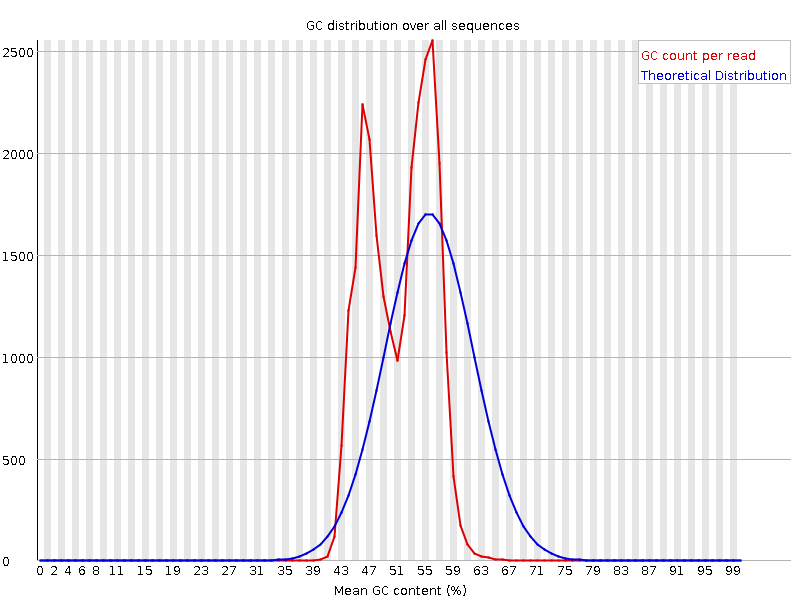 GC distribution over all sequences
GC count per read
Theoretical Distribution
2500
2000
1500
1000
500
0
0 2 4 6 8 11 15 19 23 27 31 35 39 43 47 51 55 59 63 67 71 75 79 83 87 91 95 99
Mean GC content (%)